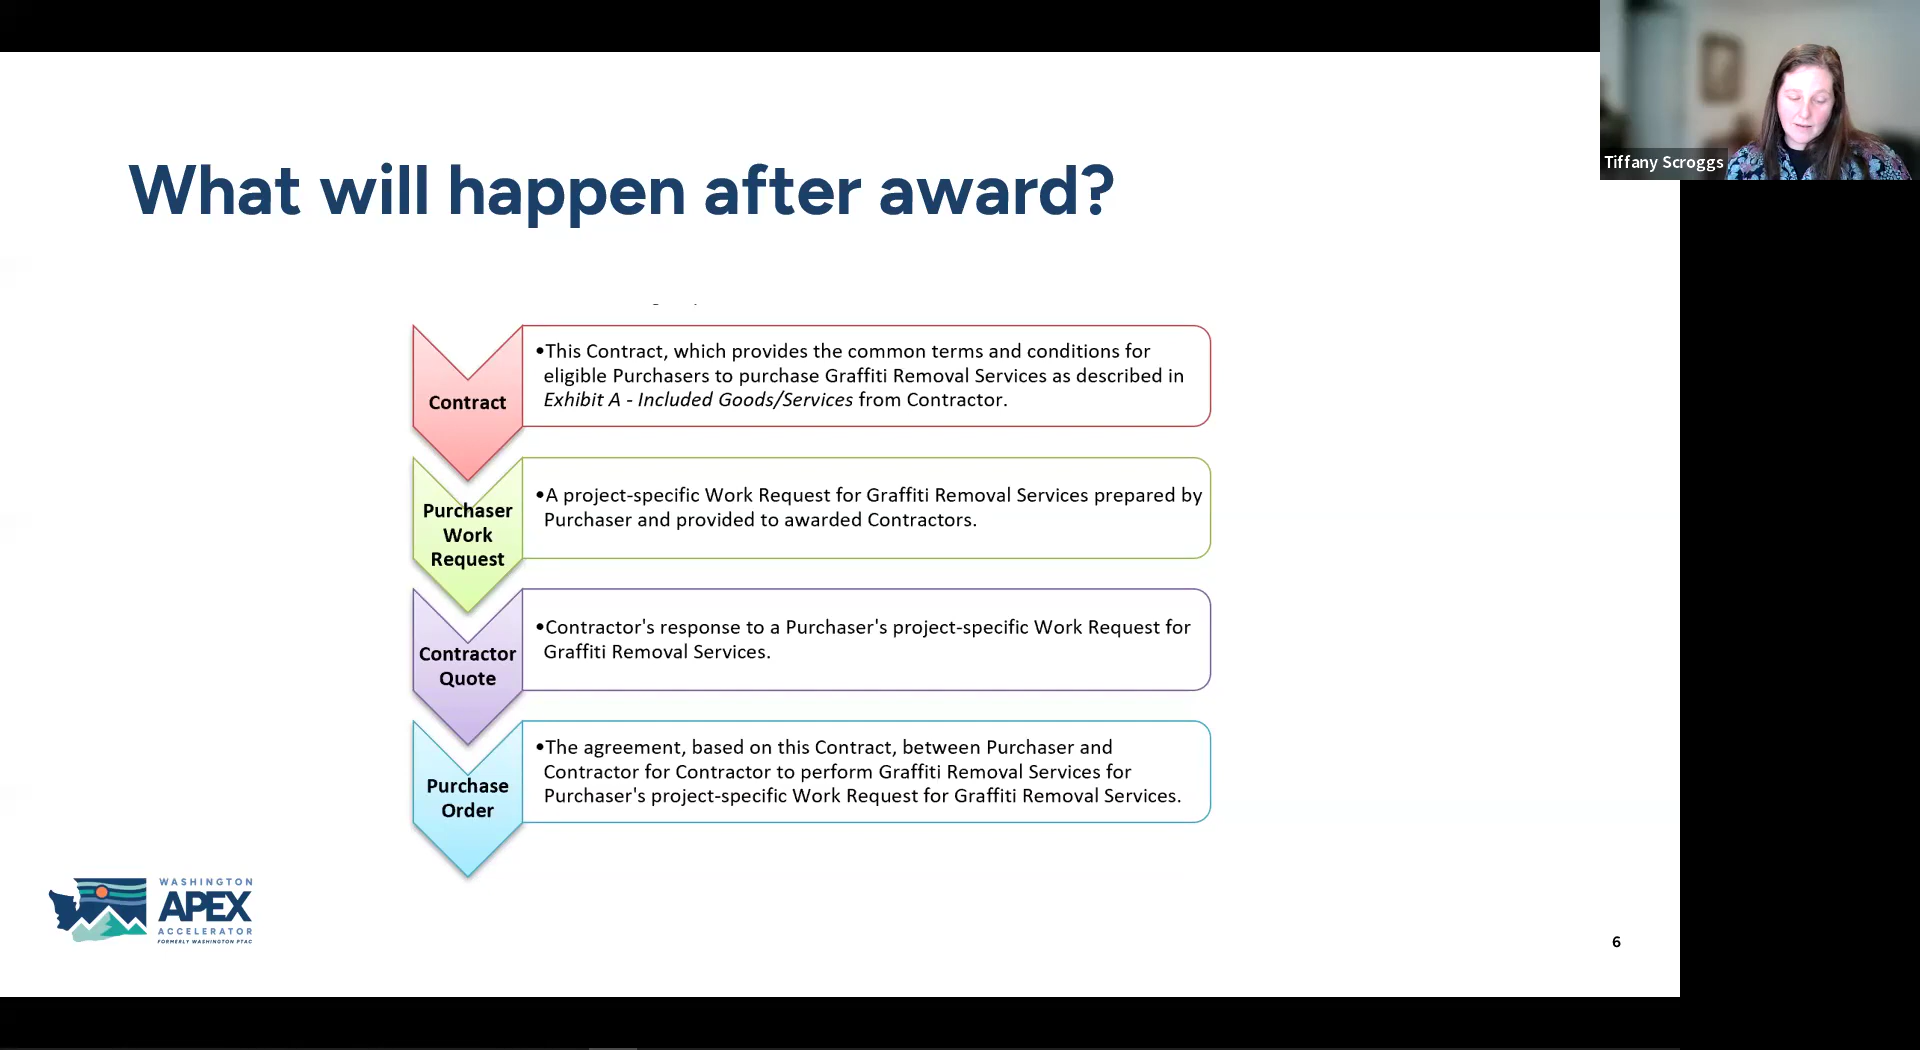 Tiffany Scroggs
What will happen after award?
Contract
•This Contract, which provides the common terms and conditions for
eligible Purchasers to purchase Graffiti Removal Services as described in
Exhibit A - Included Goods/Services from Contractor.
Purchaser
Work
Request
•A project-specific Work Request for Graffiti Removal Services prepared by
Purchaser and provided to awarded Contractors.
Contractor
Quote
•Contractor's response to a Purchaser's project-specific Work Request for
Graffiti Removal Services.
Purchase
Order
•The agreement, based on this Contract, between Purchaser and
Contractor for Contractor to perform Graffiti Removal Services for
Purchaser's project-specific Work Request for Graffiti Removal Services.
WASHINGTON
APEX
ACCELERATOR
FORMERLY WASHINGTON PTAC
6